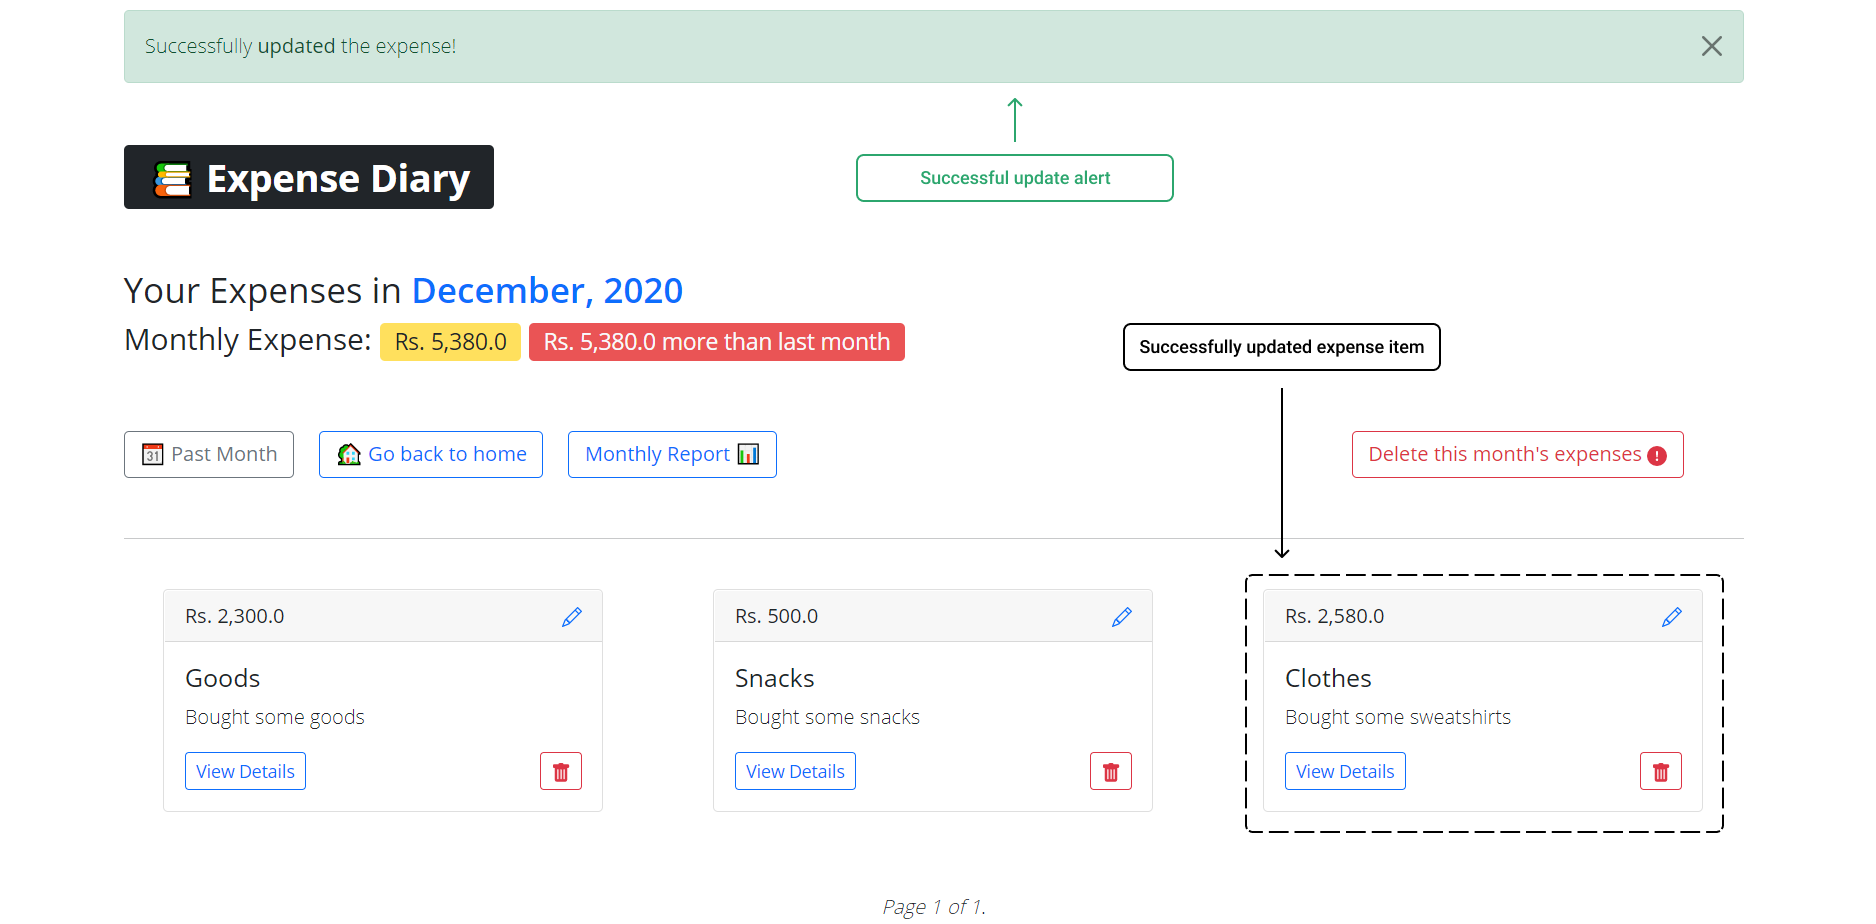 Successfully updated the expense!
Successful update alert
Expense Diary
Your Expenses in December, 2020
Monthly Expense: Rs. 5,380.0 Rs. 5,380.0 more than last month
Successfully updated expense item
31 Past Month
Go back to home
Monthly Report
Delete this month's expenses !
Rs. 2,300.0
Goods
Bought some goods
View Details
Rs. 500.0
Snacks
Bought some snacks
View Details
Rs. 2,580.0
Clothes
Bought some sweatshirts
View Details
Page 1 of 1.